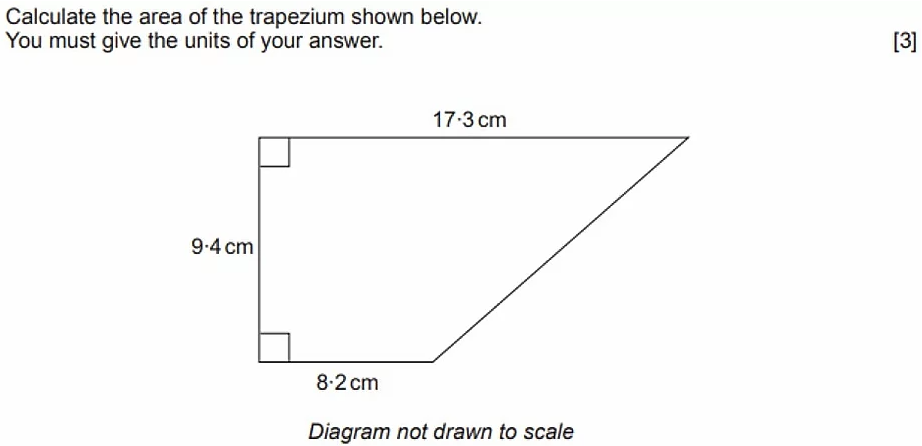 Calculate the area of the trapezium shown below.
You must give the units of your answer. [3]
17·3 cm
9·4 cm
8·2 cm
Diagram not drawn to scale